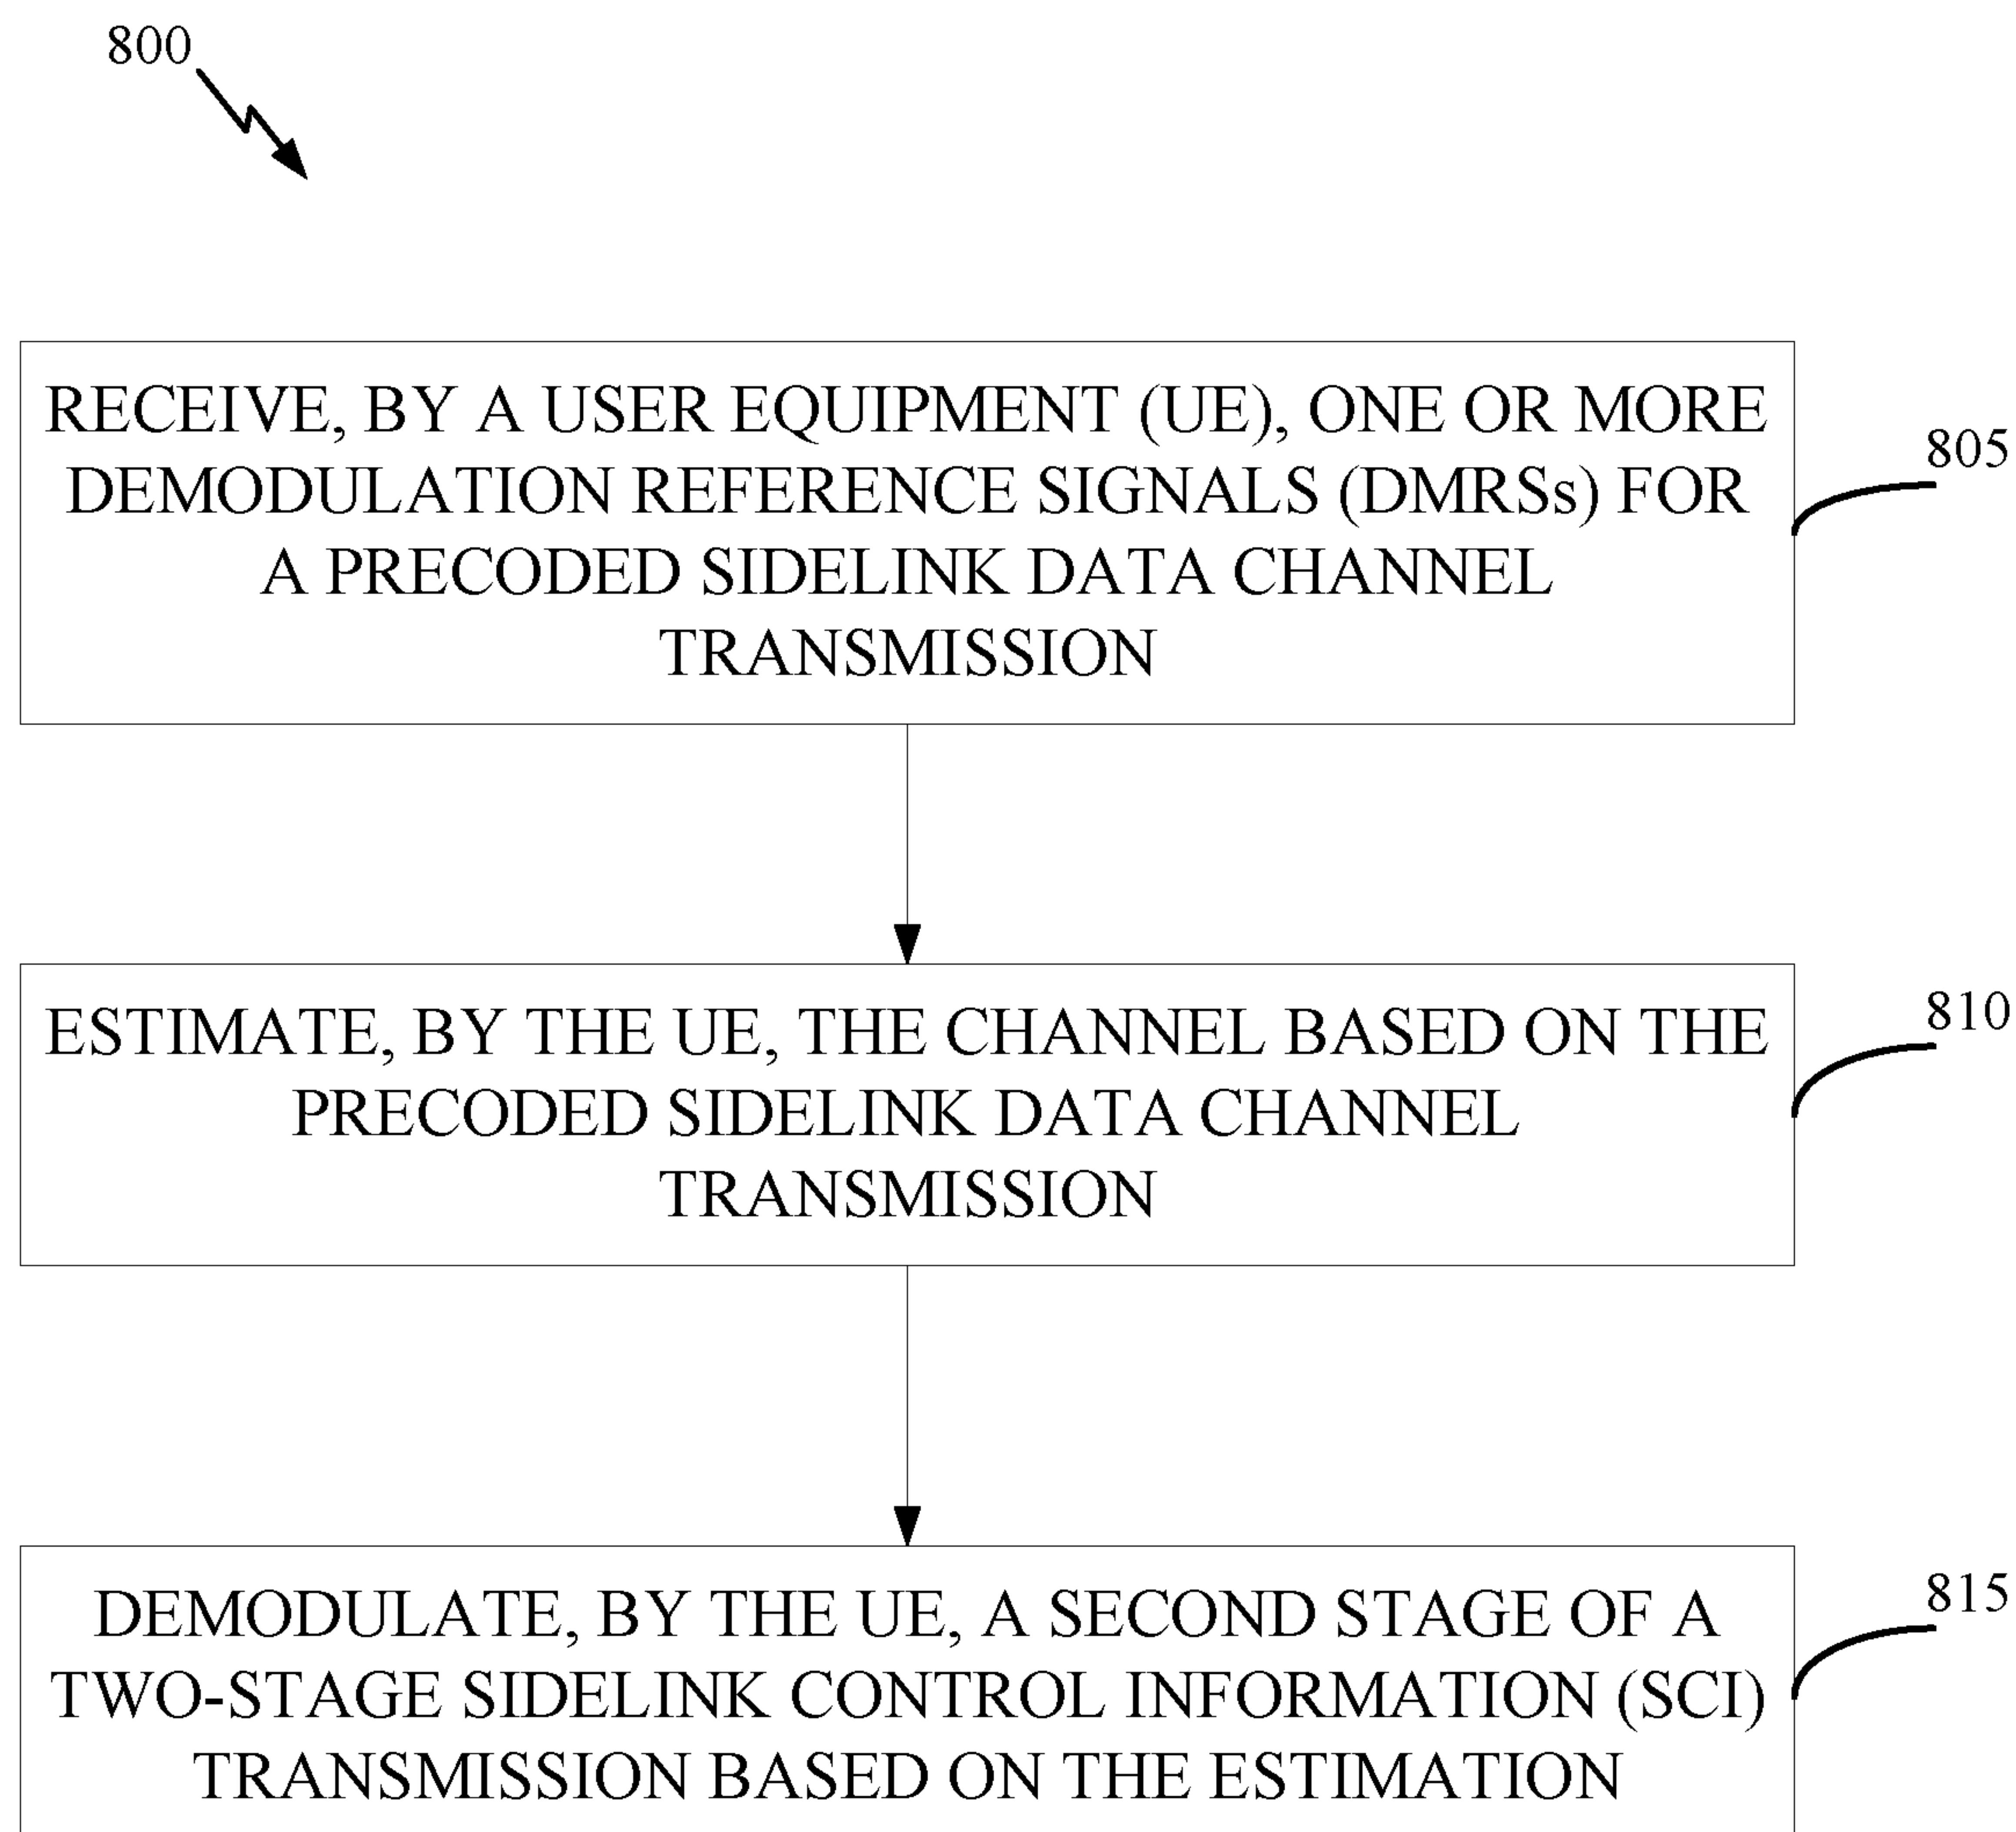 800
RECEIVE, BY A USER EQUIPMENT (UE), ONE OR MORE
DEMODULATION REFERENCE SIGNALS (DMRSs) FOR
A PRECODED SIDELINK DATA CHANNEL
TRANSMISSION
805
ESTIMATE, BY THE UE, THE CHANNEL BASED ON THE
PRECODED SIDELINK DATA CHANNEL
TRANSMISSION
810
DEMODULATE, BY THE UE, A SECOND STAGE OF A
TWO-STAGE SIDELINK CONTROL INFORMATION (SCI)
TRANSMISSION BASED ON THE ESTIMATION
815